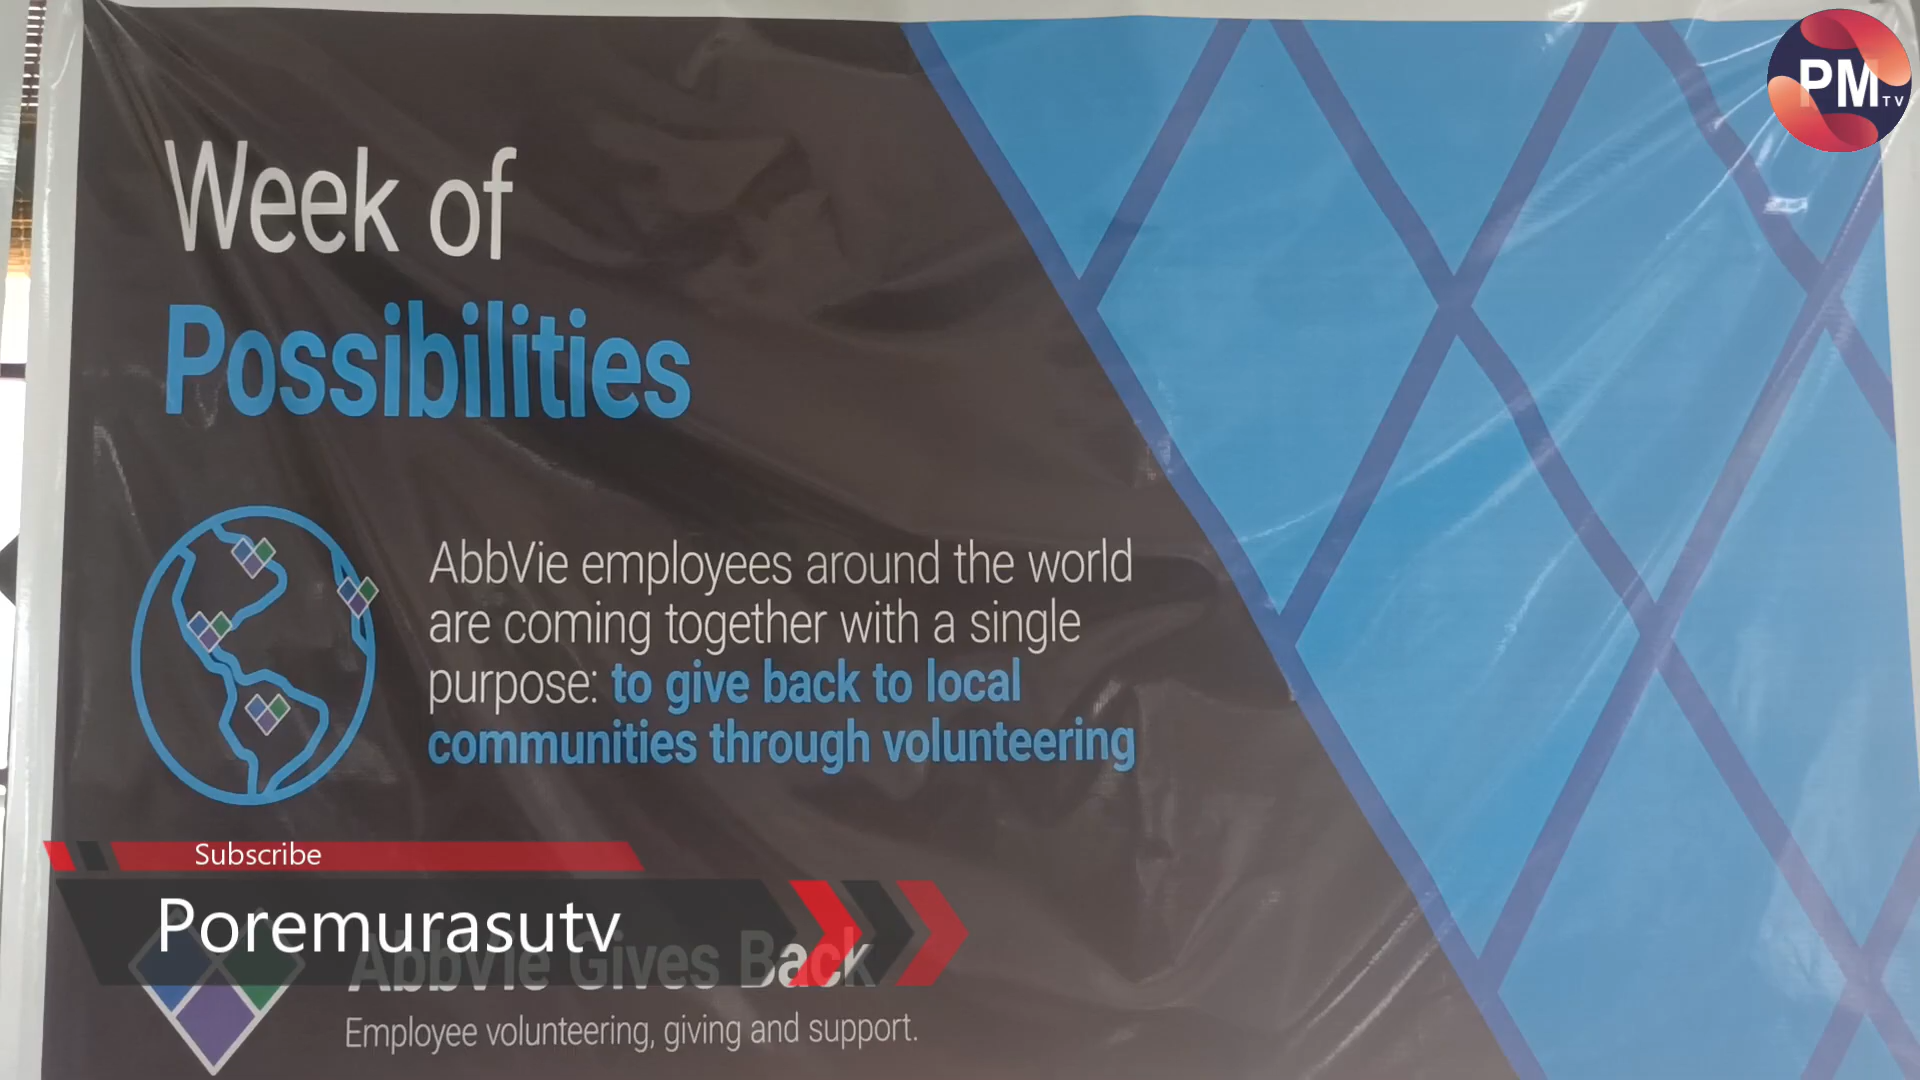 PM TV
Week of
Possibilities
AbbVie employees around the world
are coming together with a single
purpose: to give back to local
communities through volunteering
Subscribe
Poremurasutv
AbbVie Gives Back
Employee volunteering, giving and support.